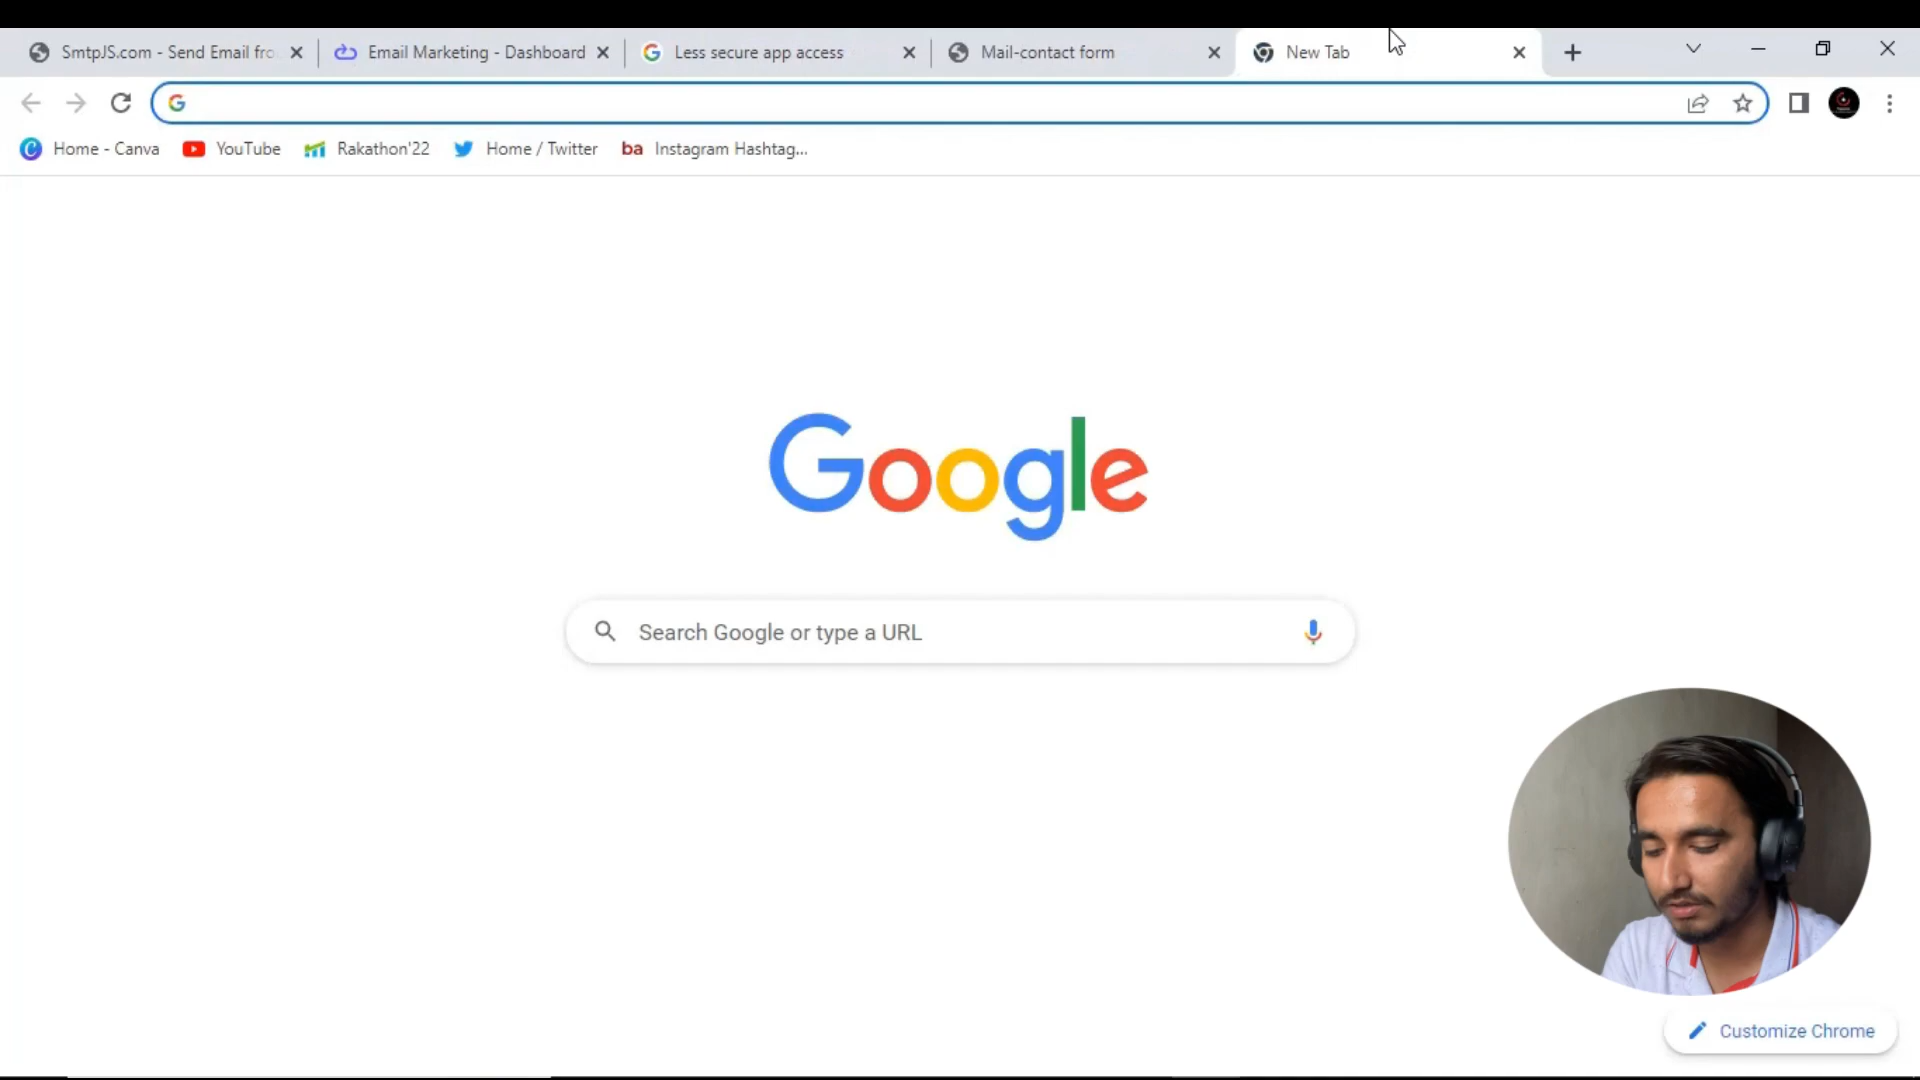 SmtpJS.com - Send Email fro
Email Marketing - Dashboard
Less secure app access
Mail-contact form
New Tab
Home - Canva
YouTube
Rakathon'22
Home / Twitter
ba Instagram Hashtag...
Google
Search Google or type a URL
Customize Chrome